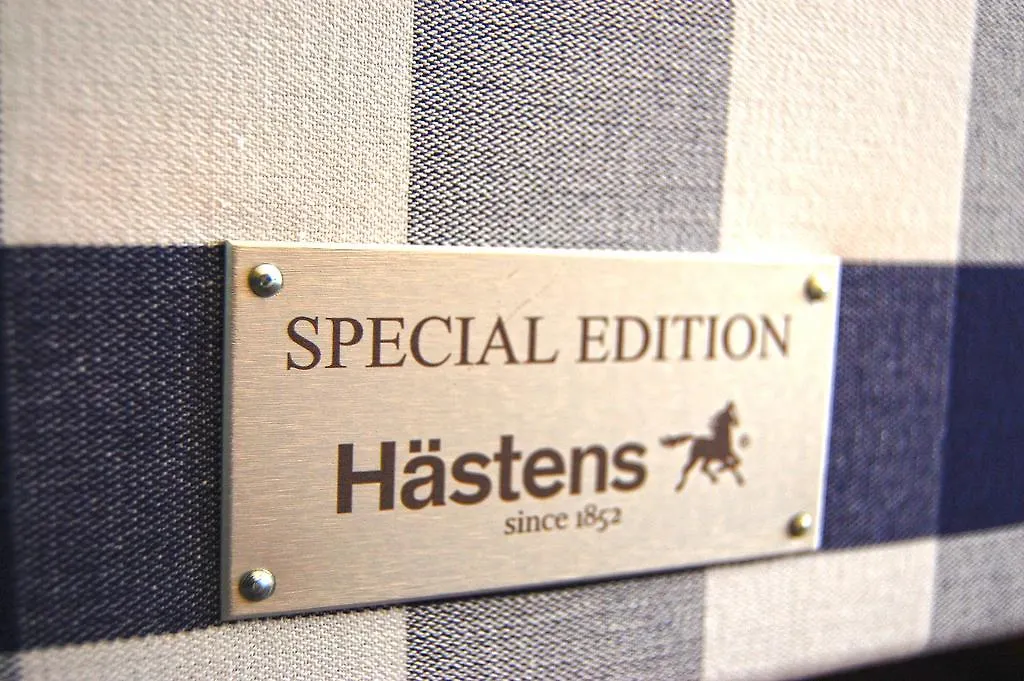 SPECIAL EDITION
Hästens
since 1852